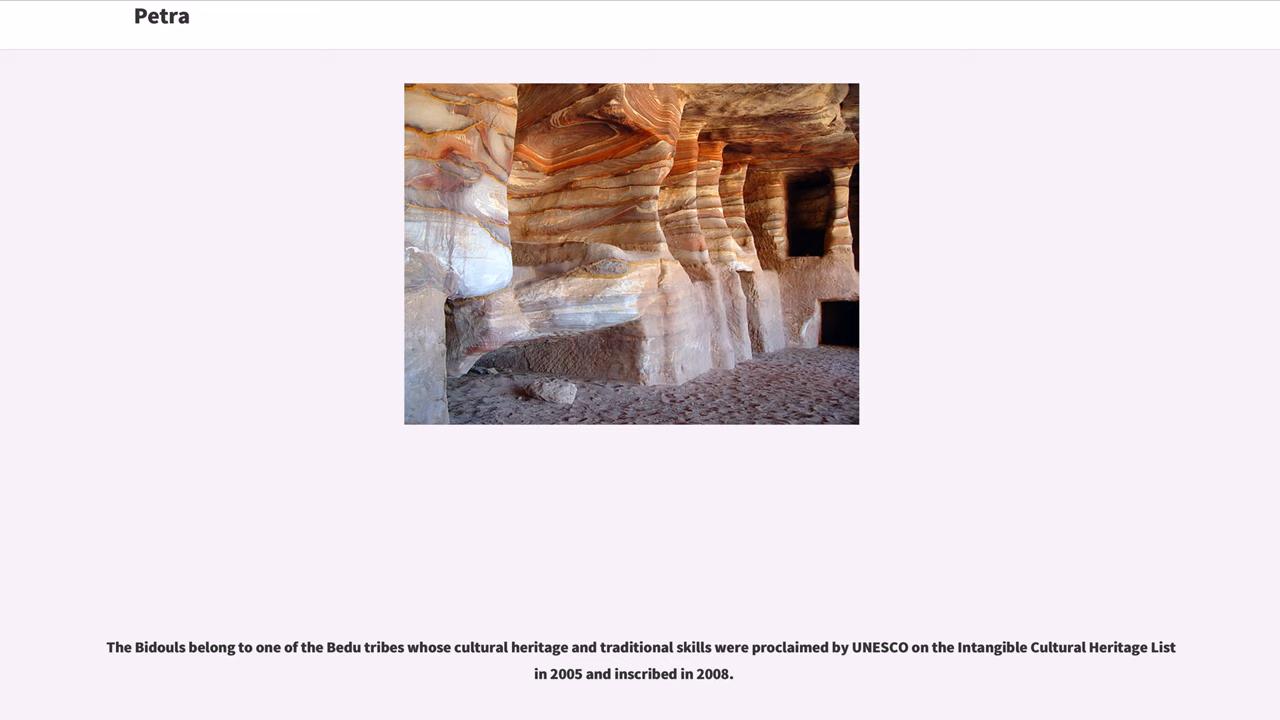 Petra
The Bidouls belong to one of the Bedu tribes whose cultural heritage and traditional skills were proclaimed by UNESCO on the Intangible Cultural Heritage List
in 2005 and inscribed in 2008.